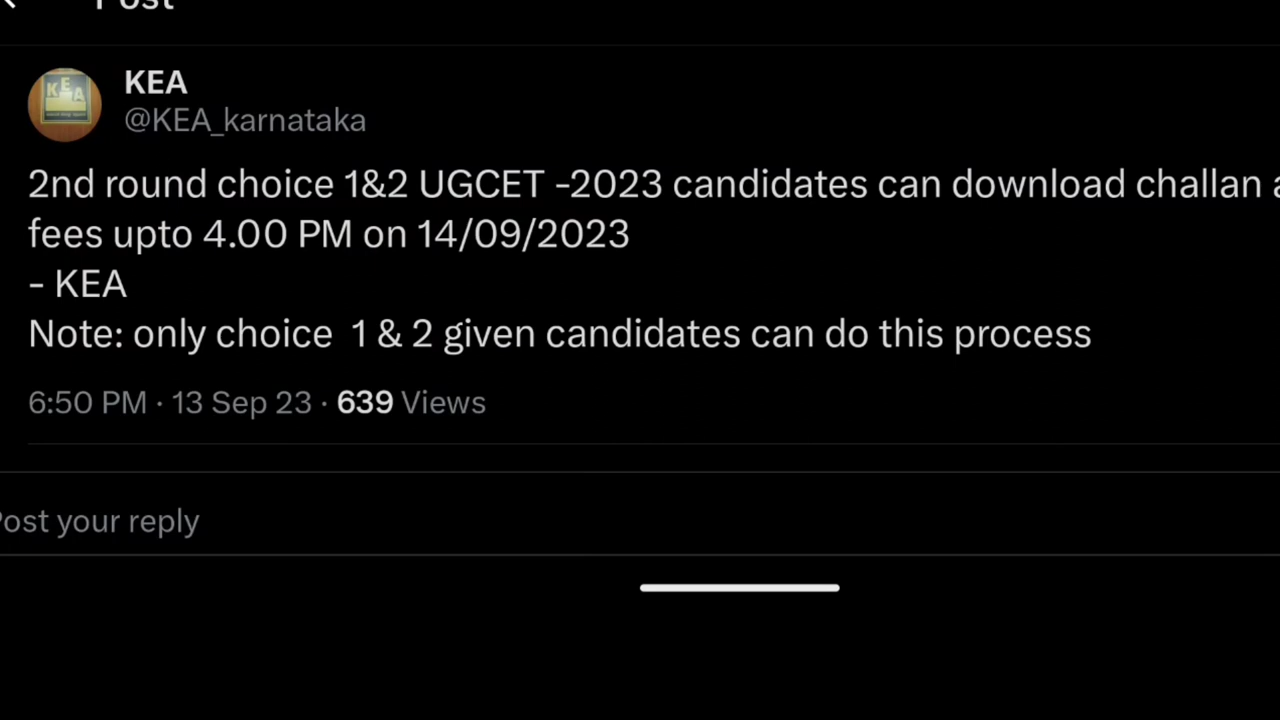 Post
KEA
@KEA_karnataka
2nd round choice 1&2 UGCET -2023 candidates can download challan
fees upto 4.00 PM on 14/09/2023
- KEA
Note: only choice 1 & 2 given candidates can do this process
6:50 PM · 13 Sep 23 · 639 Views
Post your reply